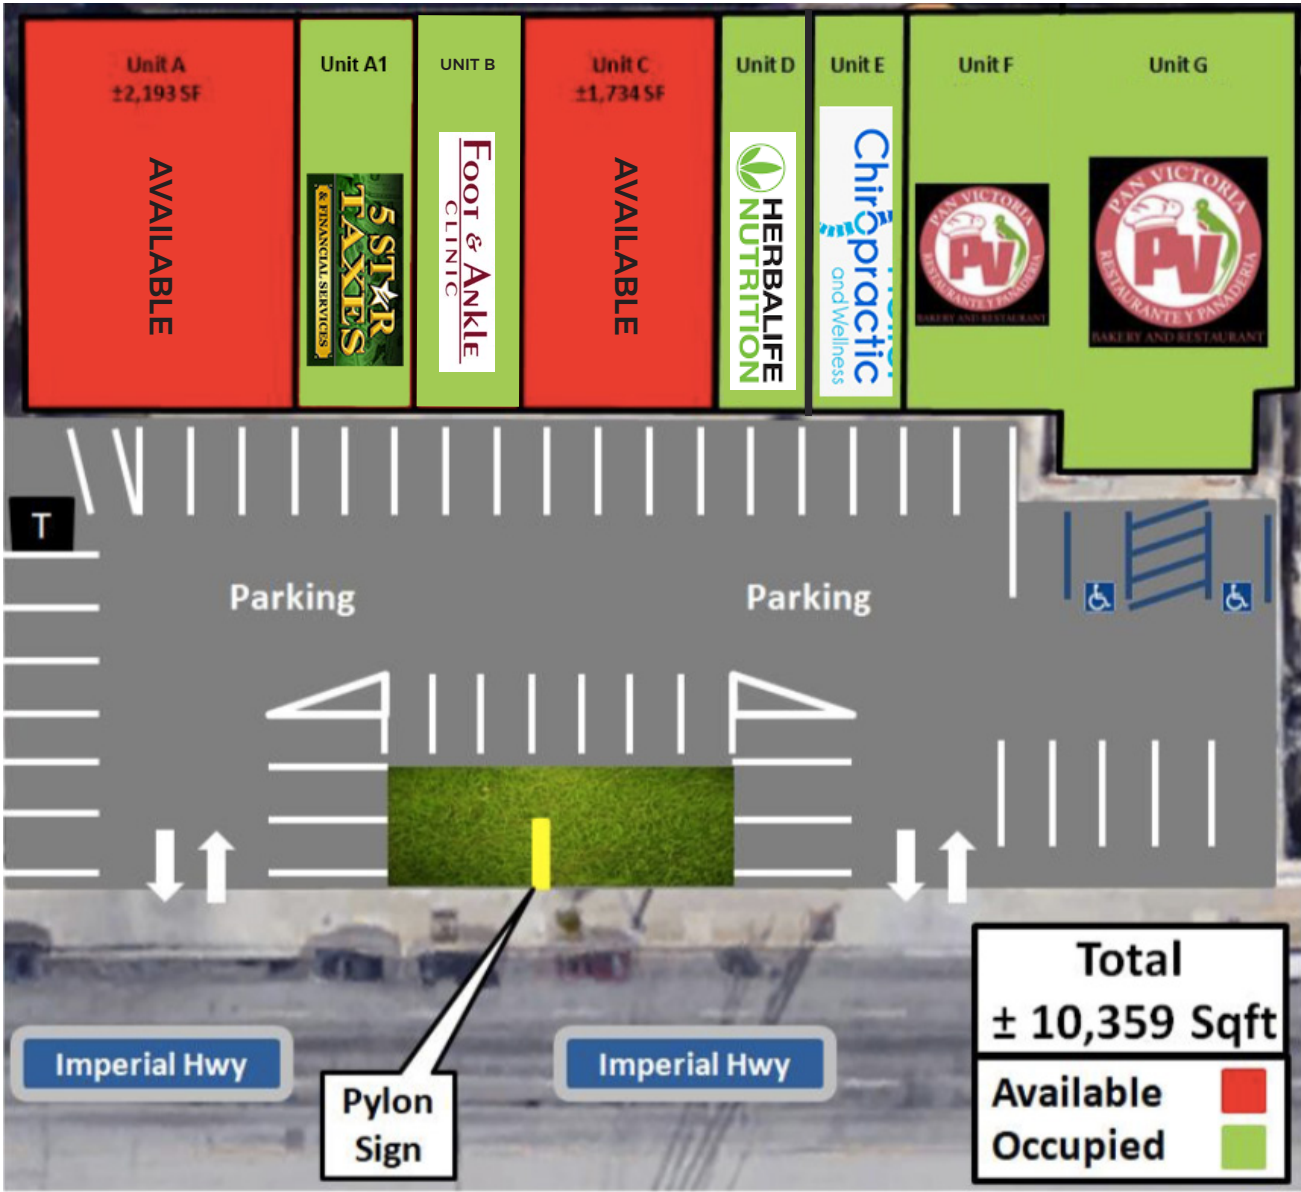 Unit A
±2,193 SF
AVAILABLE
Unit A1
5 STAR
TAXES
& FINANCIAL SERVICES
UNIT B
FOOT & ANKLE
CLINIC
Unit C
±1,734 SF
AVAILABLE
Unit D
HERBALIFE
NUTRITION
Unit E
Chiropractic
and Wellness
Unit F
PAN VICTORIA
PV
RESTAURANTE Y PANADERIA
BAKERY AND RESTAURANT
Unit G
PAN VICTORIA
PV
RESTAURANTE Y PANADERIA
BAKERY AND RESTAURANT
T
Parking
Parking
Imperial Hwy
Imperial Hwy
Pylon
Sign
Total
± 10,359 Sqft
Available
Occupied